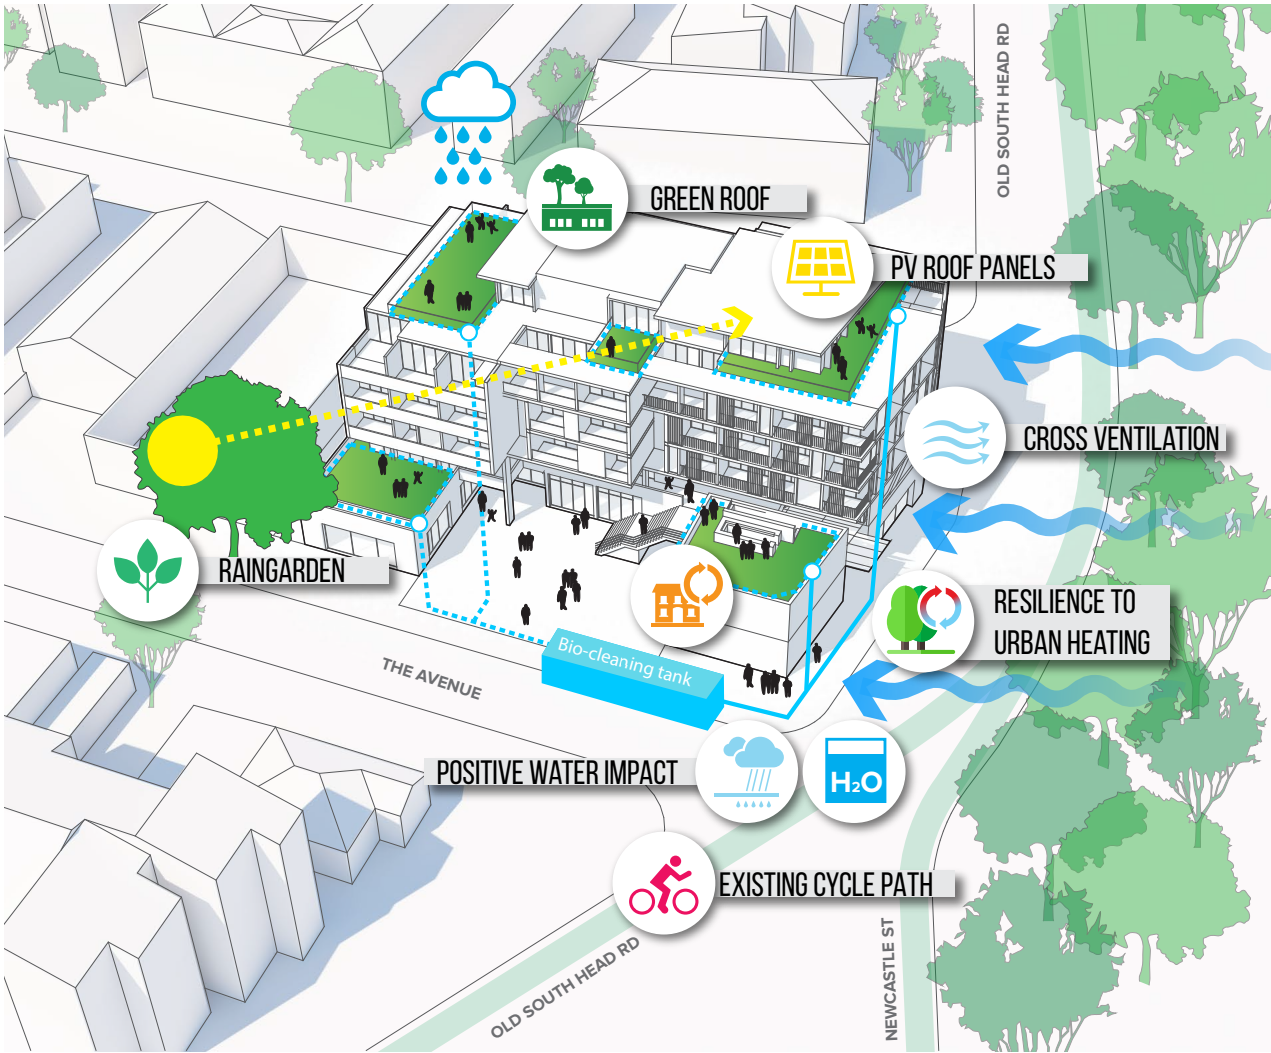 OLD SOUTH HEAD RD
GREEN ROOF
PV ROOF PANELS
CROSS VENTILATION
RAINGARDEN
RESILIENCE TO
URBAN HEATING
Bio-cleaning tank
THE AVENUE
POSITIVE WATER IMPACT
H₂O
EXISTING CYCLE PATH
OLD SOUTH HEAD RD
NEWCASTLE ST